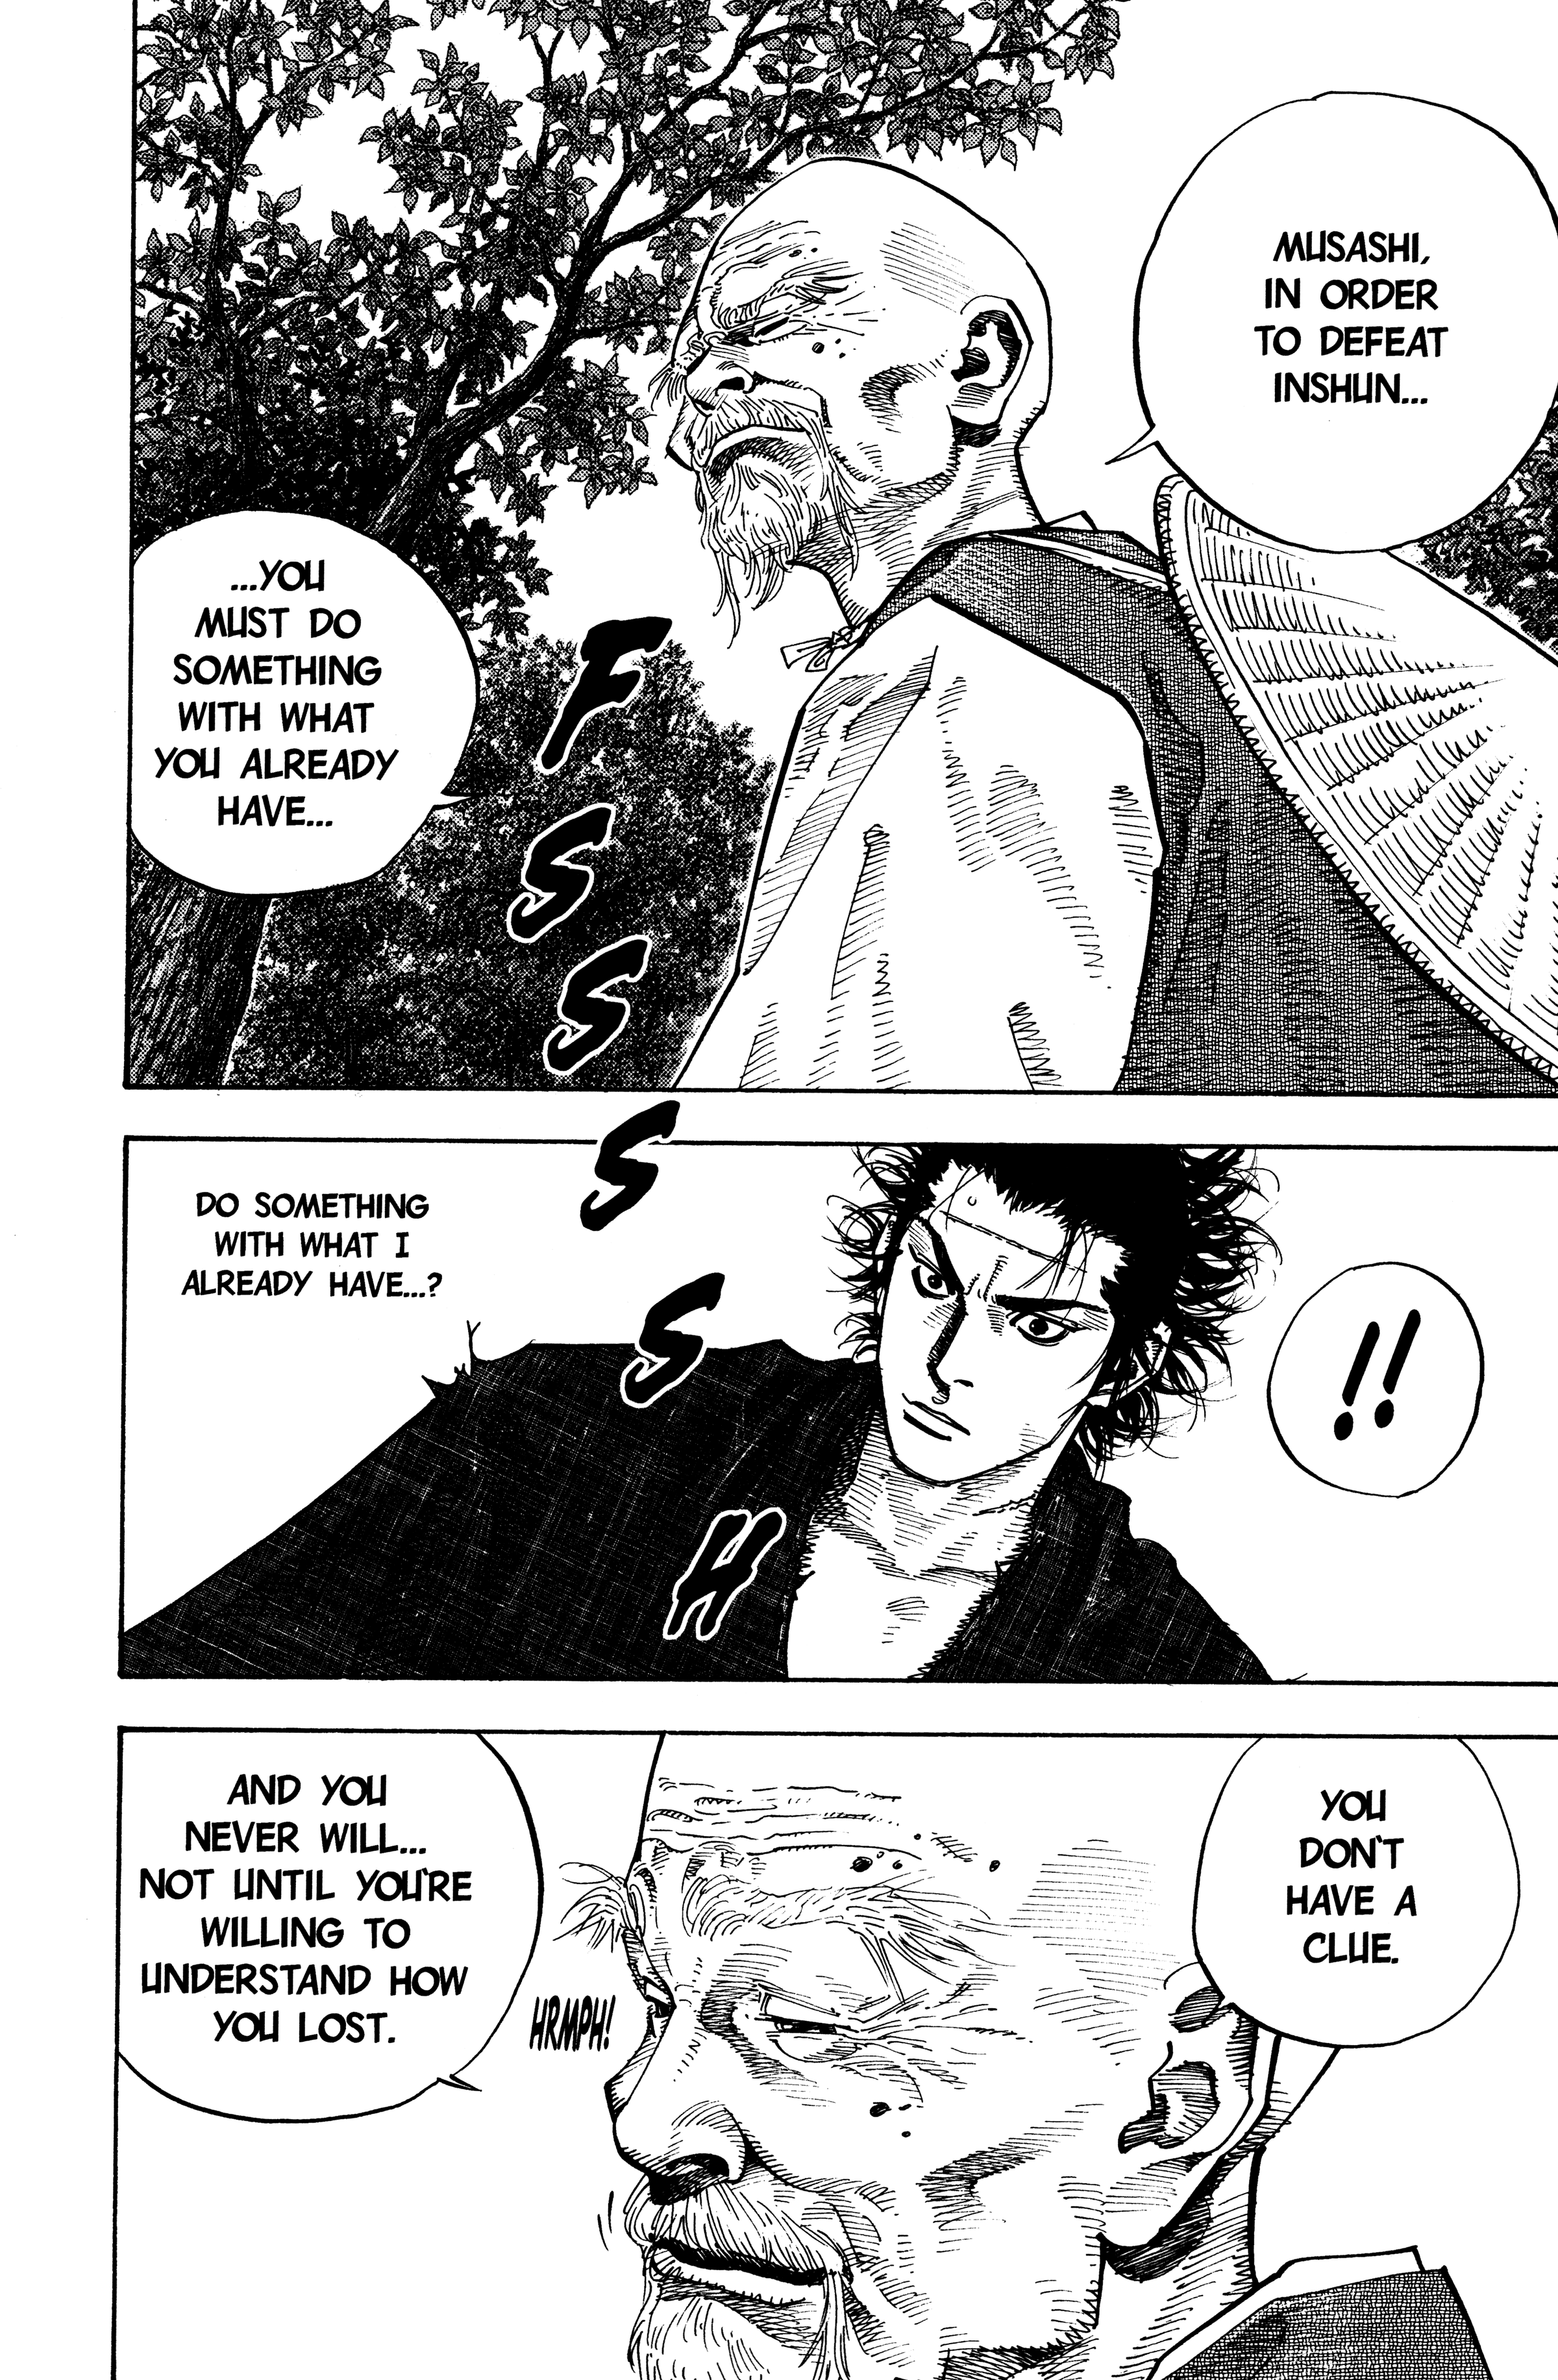 MUSASHI,
IN ORDER
TO DEFEAT
INSHUN...
...YOU
MUST DO
SOMETHING
WITH WHAT
YOU ALREADY
HAVE...
FSSSSH
!!
DO SOMETHING
WITH WHAT I
ALREADY HAVE...?
YOU
DON'T
HAVE A
CLUE.
HRMPH!
AND YOU
NEVER WILL...
NOT UNTIL YOU'RE
WILLING TO
UNDERSTAND HOW
YOU LOST.